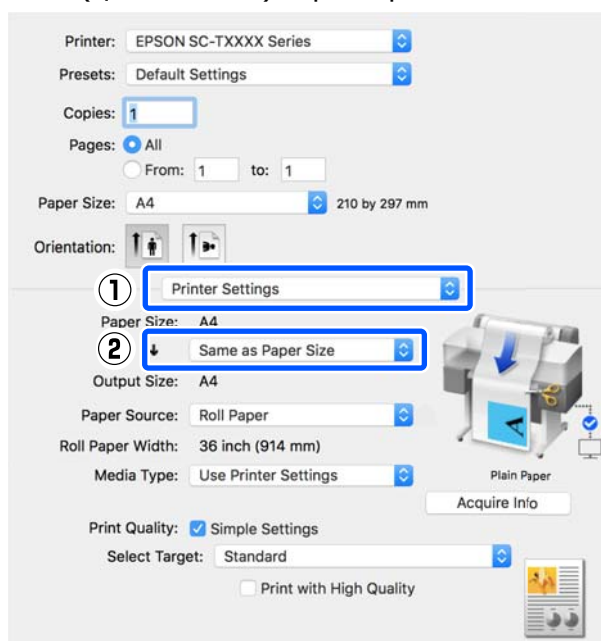 Printer: EPSON SC-TXXXX Series
Presets: Default Settings
Copies: 1
Pages: All
From: 1 to: 1
Paper Size: A4 210 by 297 mm
Orientation:
① Printer Settings
Paper Size: A4
② Same as Paper Size
Output Size: A4
Paper Source: Roll Paper
Roll Paper Width: 36 inch (914 mm)
Media Type: Use Printer Settings
Plain Paper
Acquire Info
Print Quality: Simple Settings
Select Target: Standard
Print with High Quality